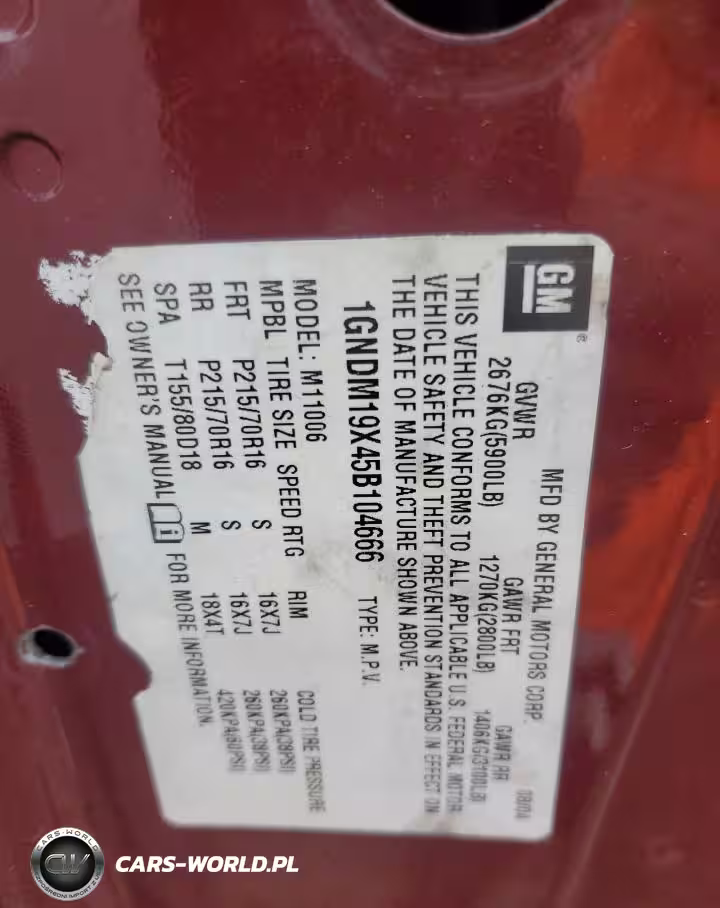 GM®
MFD BY GENERAL MOTORS CORP. 08/04
GVWR GAWR FRT GAWR RR
2676KG(5900LB) 1270KG(2800LB) 1406KG(3100LB)
THIS VEHICLE CONFORMS TO ALL APPLICABLE U.S. FEDERAL MOTOR
VEHICLE SAFETY AND THEFT PREVENTION STANDARDS IN EFFECT ON
THE DATE OF MANUFACTURE SHOWN ABOVE.
1GNDM19X45B104666 TYPE: M.P.V.
MODEL: M11006
MPBL TIRE SIZE SPEED RTG RIM COLD TIRE PRESSURE
FRT P215/70R16 S 16X7J 260KPA(38PSI)
RR P215/70R16 S 16X7J 260KPA(38PSI)
SPA T155/80D18 M 18X4T 420KPA(60PSI)
SEE OWNER'S MANUAL FOR MORE INFORMATION.
CARS-WORLD
CW
CARS-WORLD.PL